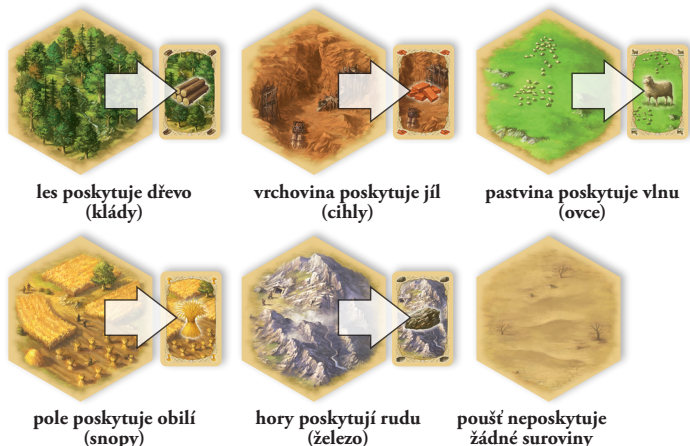 les poskytuje dřevo
(klády)
vrchovina poskytuje jíl
(cihly)
pastvina poskytuje vlnu
(ovce)
pole poskytuje obilí
(snopy)
hory poskytují rudu
(železo)
poušť neposkytuje
žádné suroviny